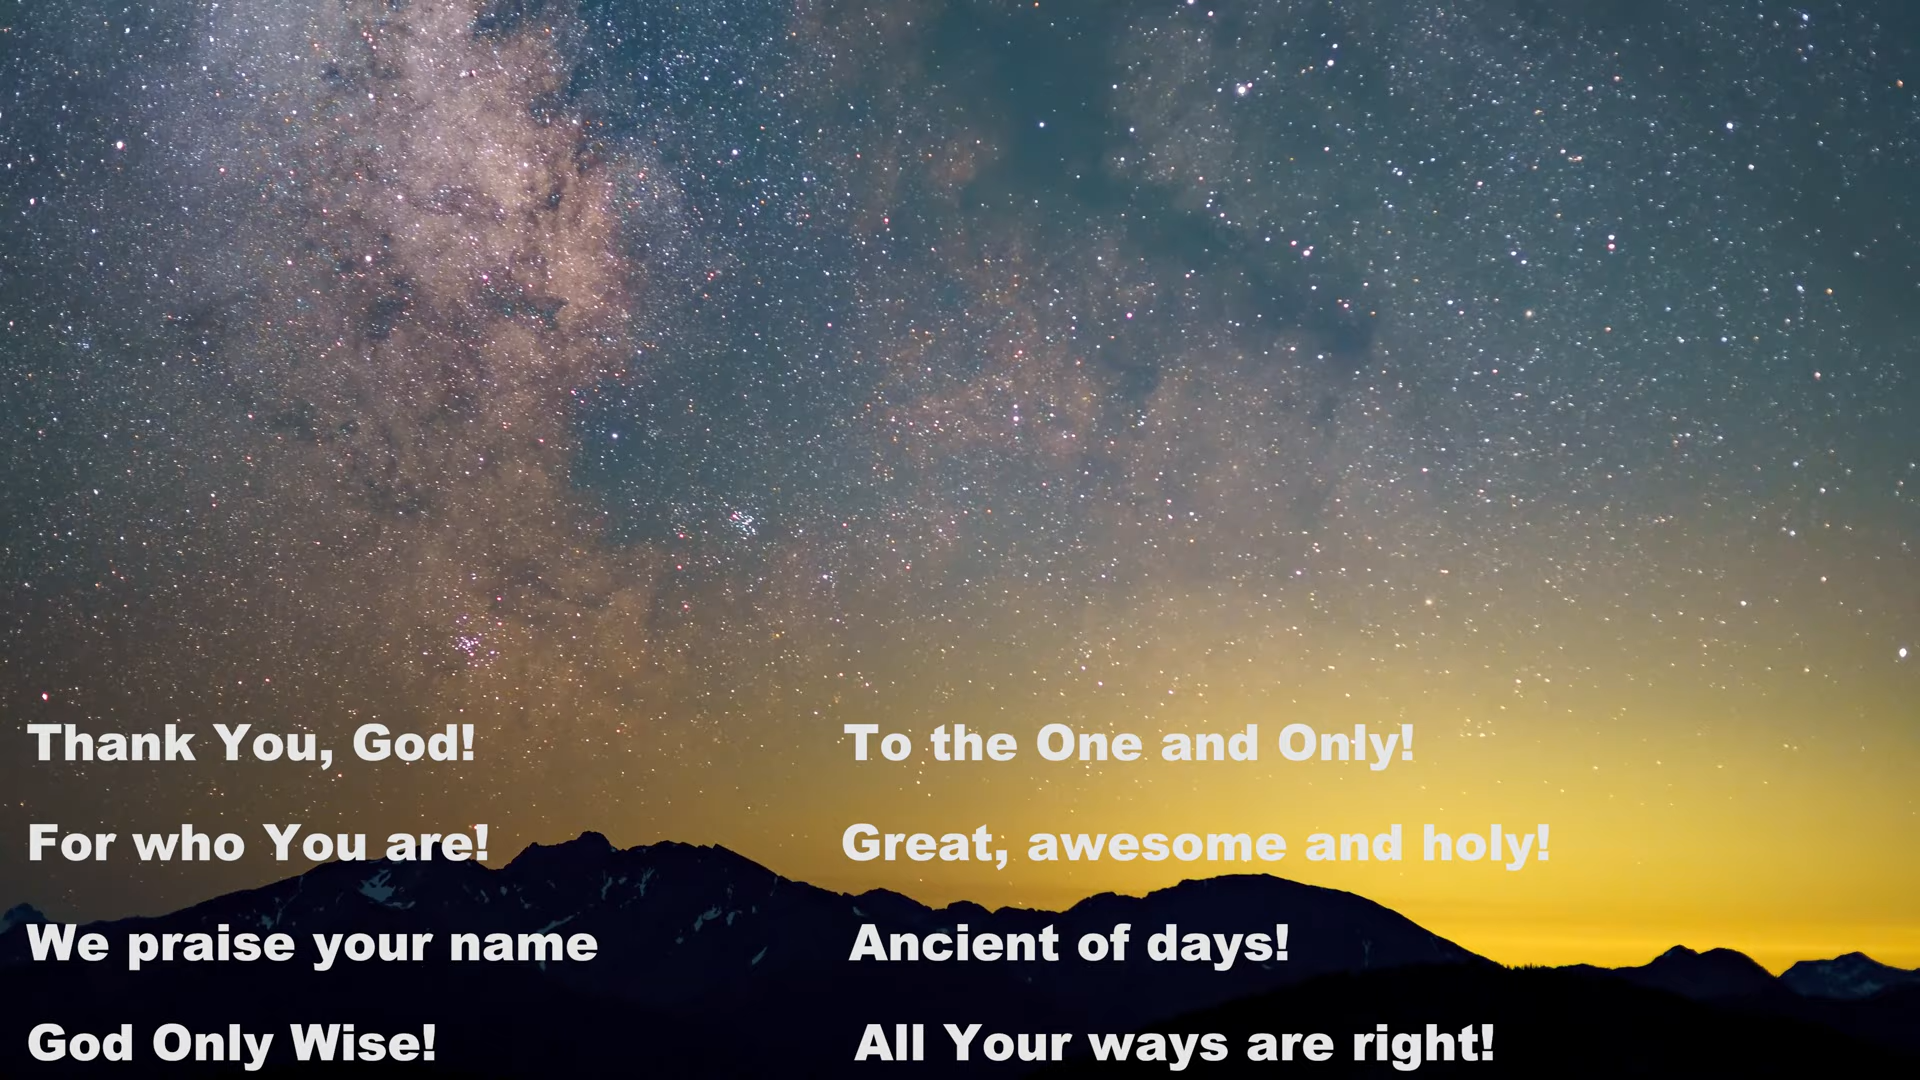 Thank You, God!
For who You are!
We praise your name
God Only Wise!
To the One and Only!
Great, awesome and holy!
Ancient of days!
All Your ways are right!